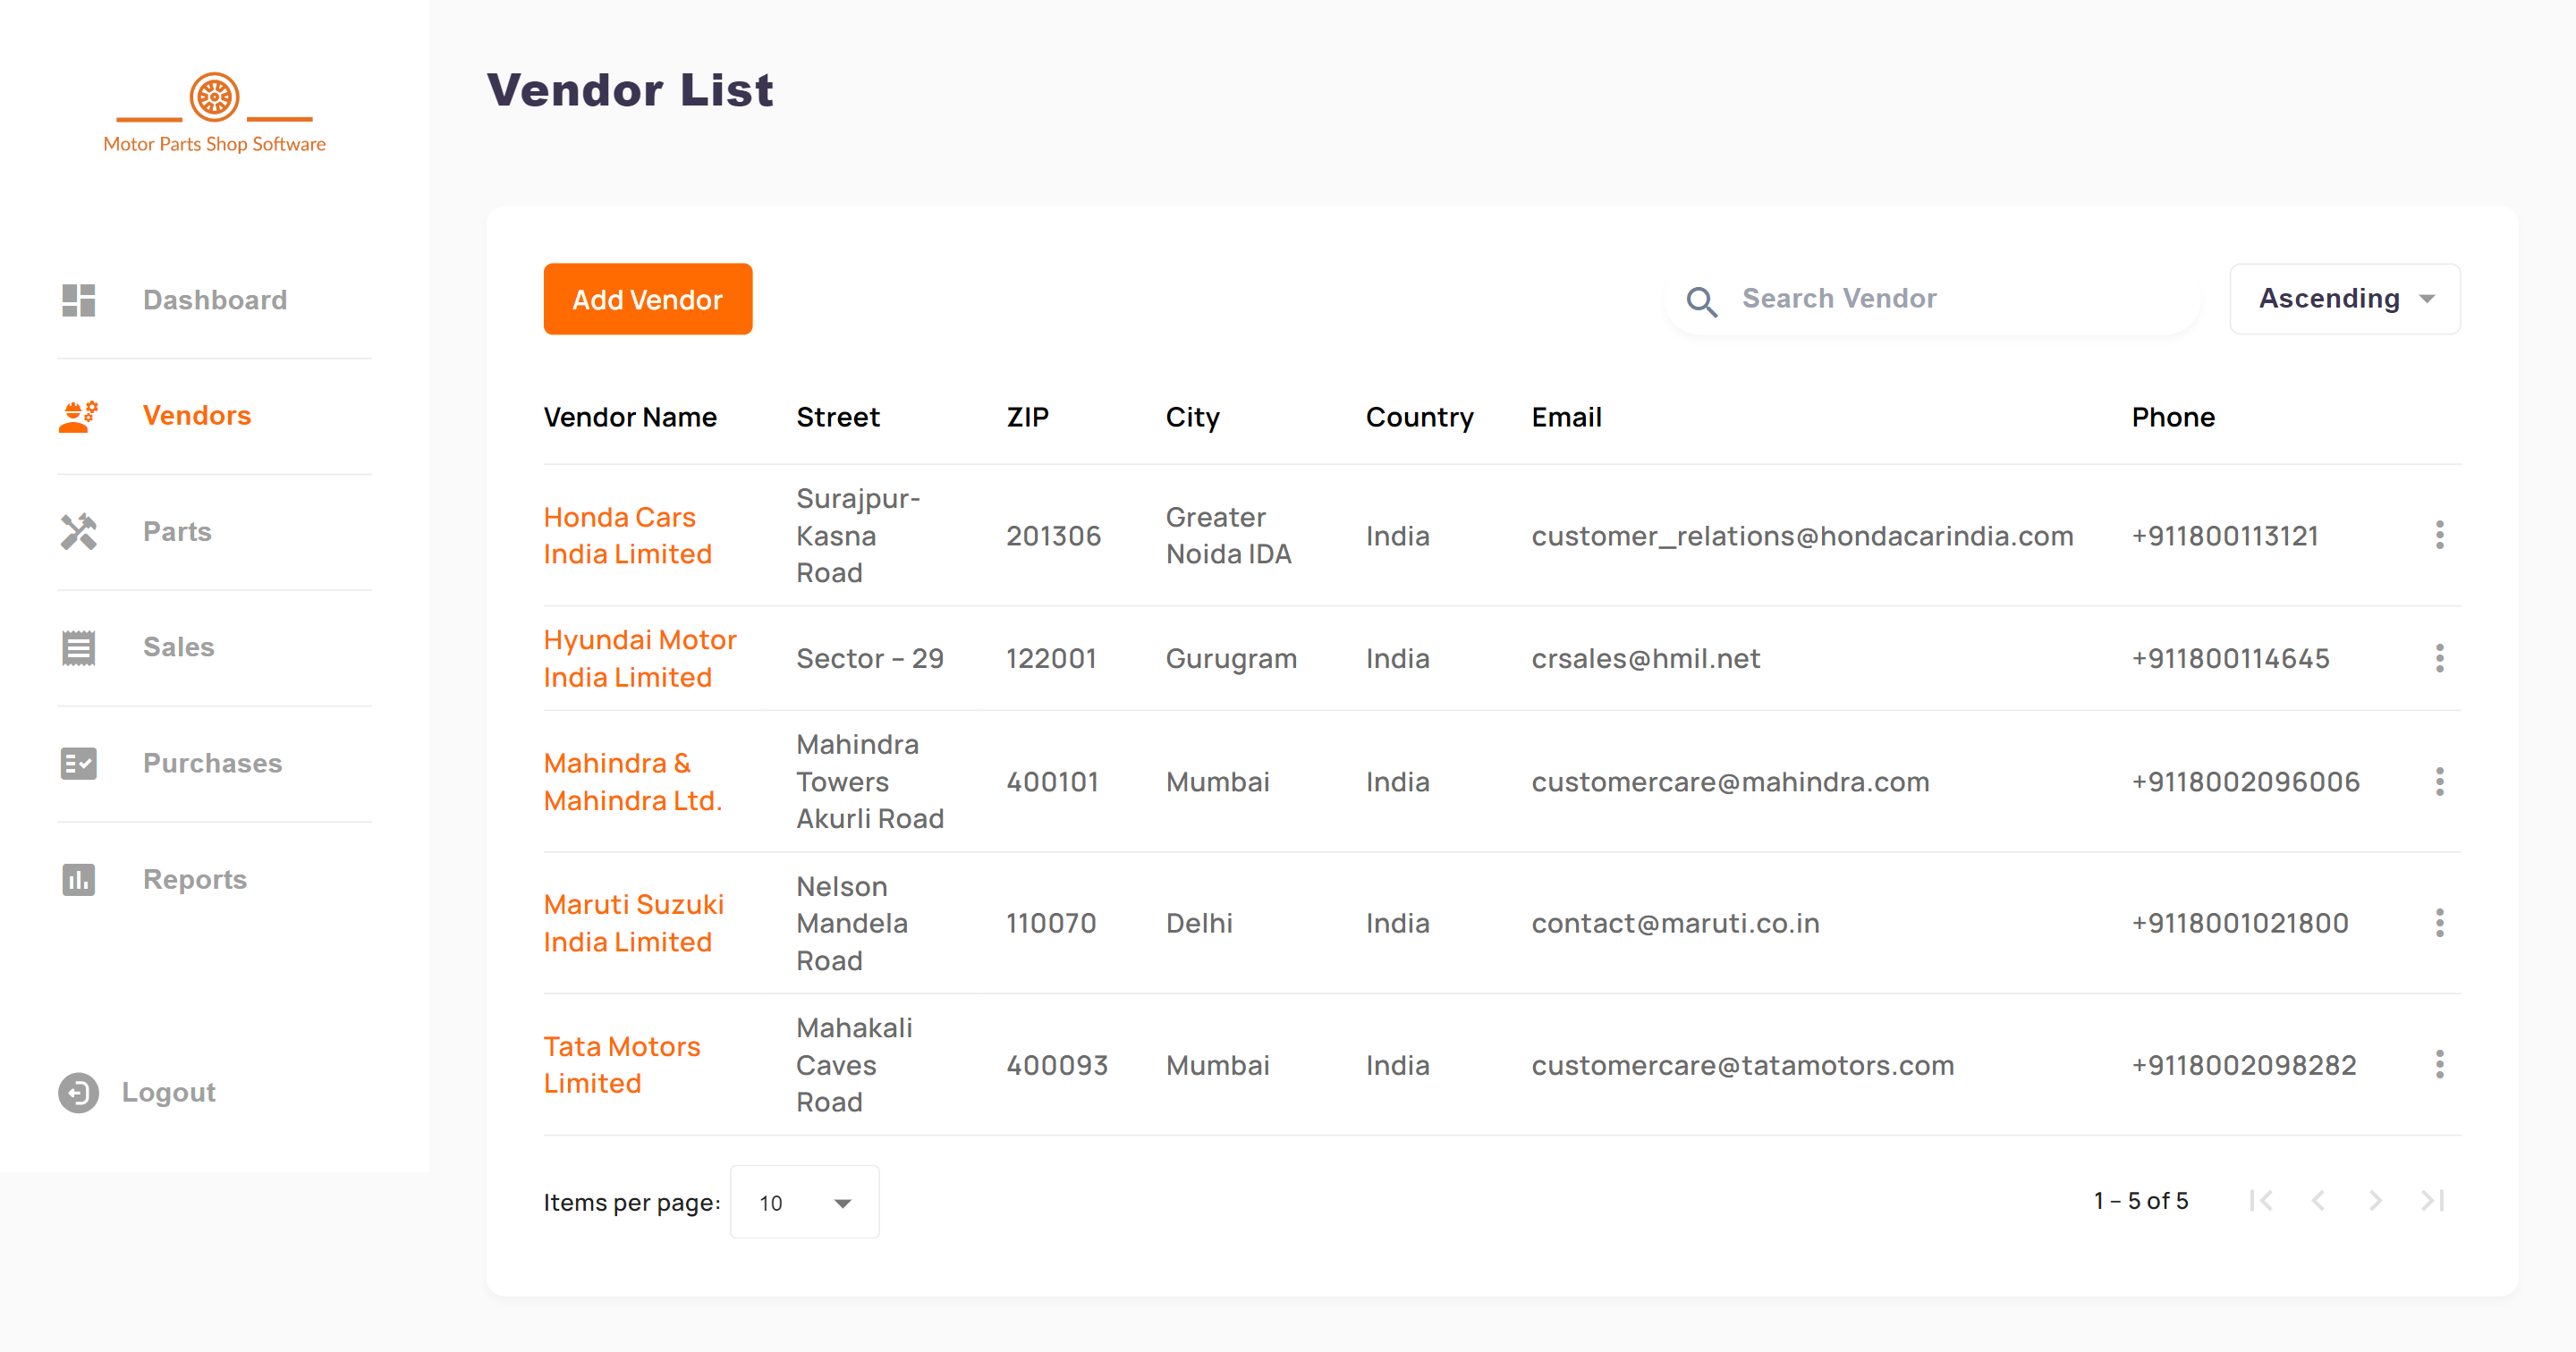 Motor Parts Shop Software
Dashboard
Vendors
Parts
Sales
Purchases
Reports
Logout
Vendor List
Add Vendor
Search Vendor
Ascending
Vendor Name Street ZIP City Country Email Phone
Honda Cars
India Limited
Surajpur-
Kasna
Road
201306
Greater
Noida IDA
India
customer_relations@hondacarindia.com
+911800113121
Hyundai Motor
India Limited
Sector – 29
122001
Gurugram
India
crsales@hmil.net
+911800114645
Mahindra &
Mahindra Ltd.
Mahindra
Towers
Akurli Road
400101
Mumbai
India
customercare@mahindra.com
+9118002096006
Maruti Suzuki
India Limited
Nelson
Mandela
Road
110070
Delhi
India
contact@maruti.co.in
+9118001021800
Tata Motors
Limited
Mahakali
Caves
Road
400093
Mumbai
India
customercare@tatamotors.com
+9118002098282
Items per page: 10
1 – 5 of 5